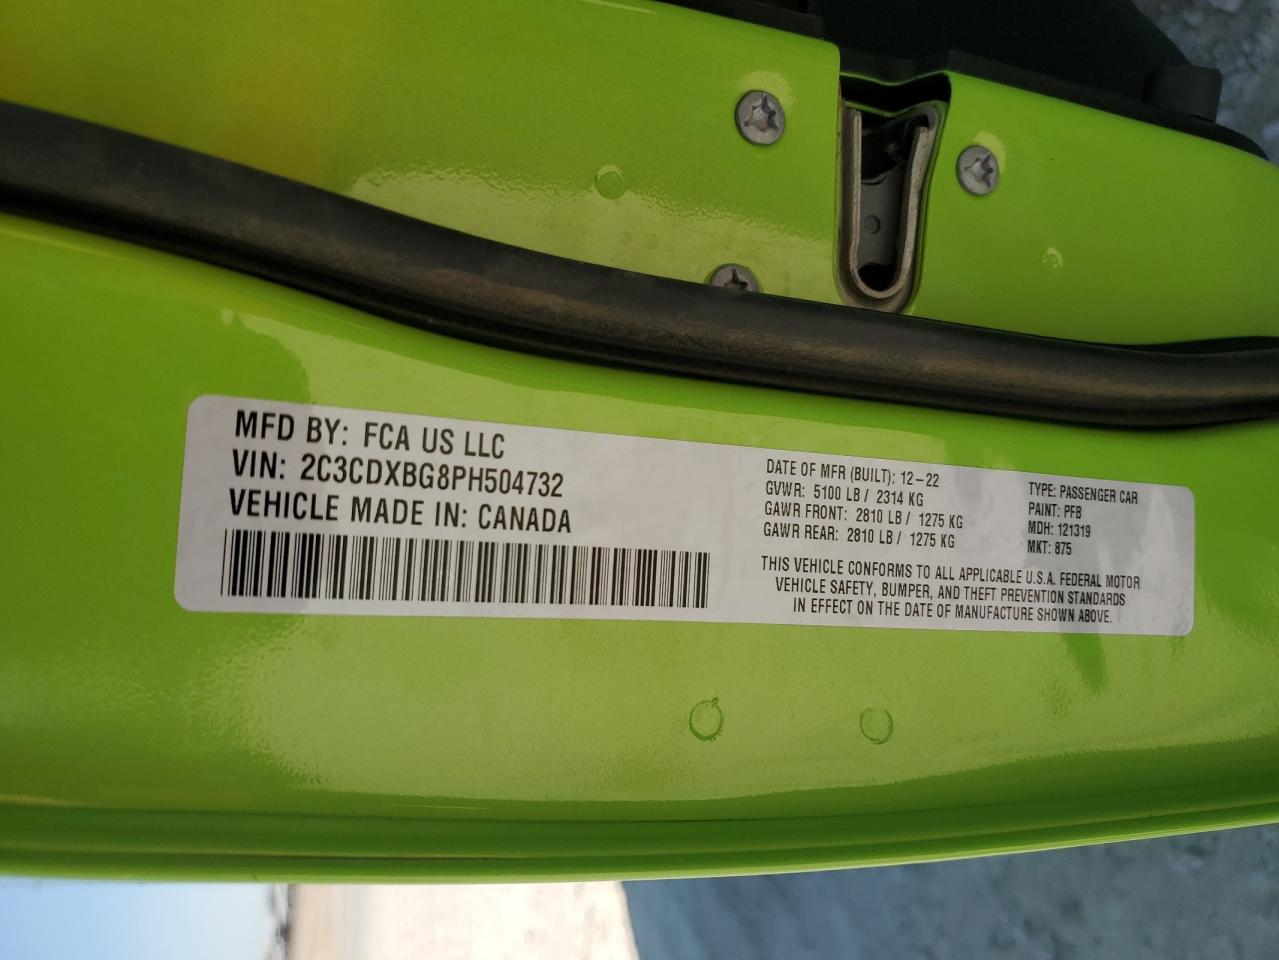 MFD BY: FCA US LLC
VIN: 2C3CDXBG8PH504732
VEHICLE MADE IN: CANADA
DATE OF MFR (BUILT): 12-22
GVWR: 5100 LB / 2314 KG
GAWR FRONT: 2810 LB / 1275 KG
GAWR REAR: 2810 LB / 1275 KG
TYPE: PASSENGER CAR
PAINT: PFB
MDH: 121319
MKT: 875
THIS VEHICLE CONFORMS TO ALL APPLICABLE U.S.A. FEDERAL MOTOR
VEHICLE SAFETY, BUMPER, AND THEFT PREVENTION STANDARDS
IN EFFECT ON THE DATE OF MANUFACTURE SHOWN ABOVE.